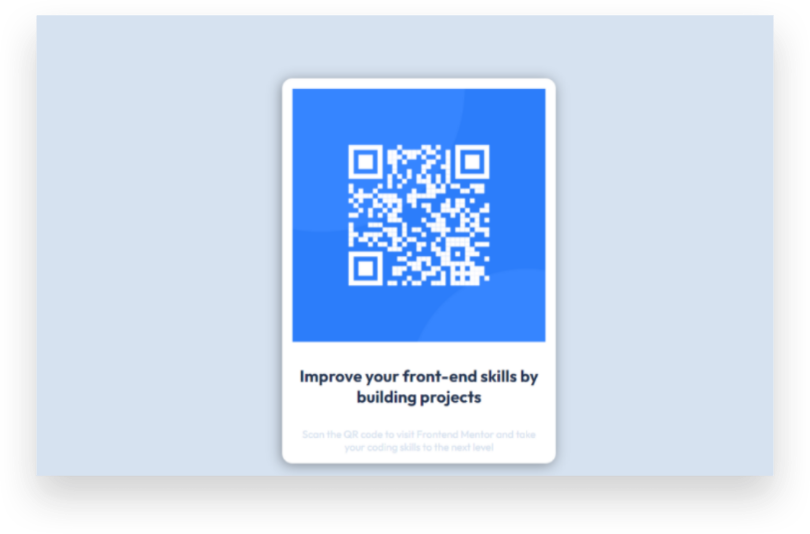 Improve your front-end skills by
building projects
Scan the QR code to visit Frontend Mentor and take
your coding skills to the next level